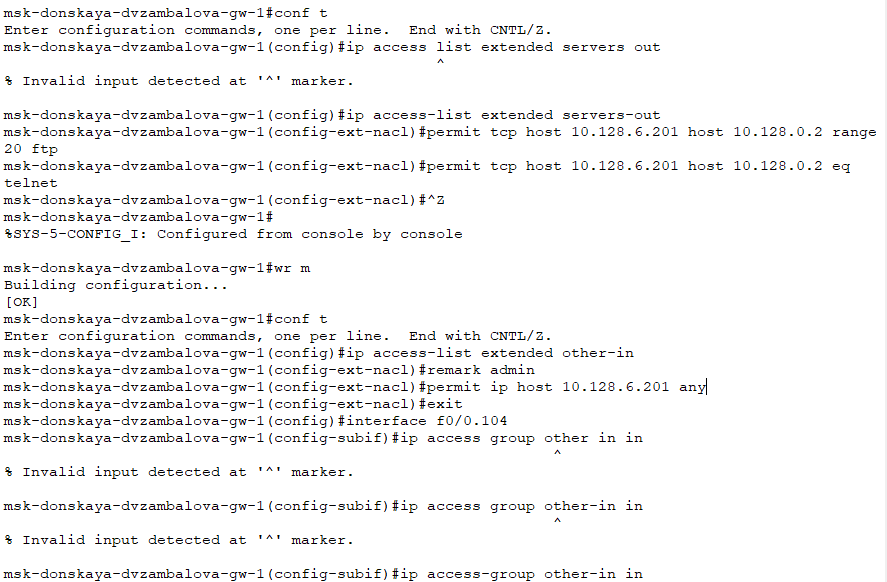 msk-donskaya-dvzambalova-gw-1#conf t
Enter configuration commands, one per line.  End with CNTL/Z.
msk-donskaya-dvzambalova-gw-1(config)#ip access list extended servers out
^
% Invalid input detected at '^' marker.
msk-donskaya-dvzambalova-gw-1(config)#ip access-list extended servers-out
msk-donskaya-dvzambalova-gw-1(config-ext-nacl)#permit tcp host 10.128.6.201 host 10.128.0.2 range
20 ftp
msk-donskaya-dvzambalova-gw-1(config-ext-nacl)#permit tcp host 10.128.6.201 host 10.128.0.2 eq
telnet
msk-donskaya-dvzambalova-gw-1(config-ext-nacl)#^Z
msk-donskaya-dvzambalova-gw-1#
%SYS-5-CONFIG_I: Configured from console by console
msk-donskaya-dvzambalova-gw-1#wr m
Building configuration...
[OK]
msk-donskaya-dvzambalova-gw-1#conf t
Enter configuration commands, one per line.  End with CNTL/Z.
msk-donskaya-dvzambalova-gw-1(config)#ip access-list extended other-in
msk-donskaya-dvzambalova-gw-1(config-ext-nacl)#remark admin
msk-donskaya-dvzambalova-gw-1(config-ext-nacl)#permit ip host 10.128.6.201 any
msk-donskaya-dvzambalova-gw-1(config-ext-nacl)#exit
msk-donskaya-dvzambalova-gw-1(config)#interface f0/0.104
msk-donskaya-dvzambalova-gw-1(config-subif)#ip access group other in in
^
% Invalid input detected at '^' marker.
msk-donskaya-dvzambalova-gw-1(config-subif)#ip access group other-in in
^
% Invalid input detected at '^' marker.
msk-donskaya-dvzambalova-gw-1(config-subif)#ip access-group other-in in